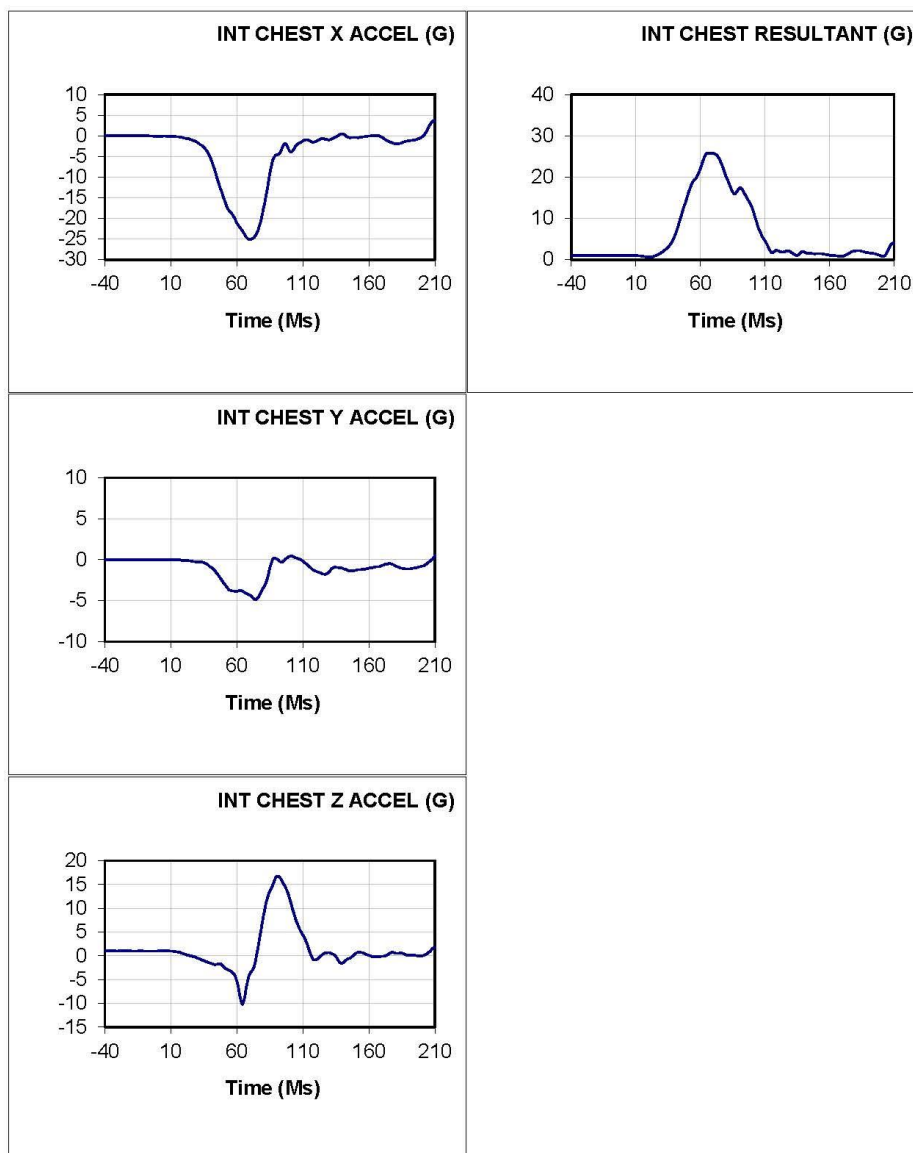 INT CHEST X ACCEL (G)
10
5
0
-5
-10
-15
-20
-25
-30
-40 10 60 110 160 210
Time (Ms)
INT CHEST RESULTANT (G)
40
30
20
10
0
-40 10 60 110 160 210
Time (Ms)
INT CHEST Y ACCEL (G)
10
5
0
-5
-10
-40 10 60 110 160 210
Time (Ms)
INT CHEST Z ACCEL (G)
20
15
10
5
0
-5
-10
-15
-40 10 60 110 160 210
Time (Ms)